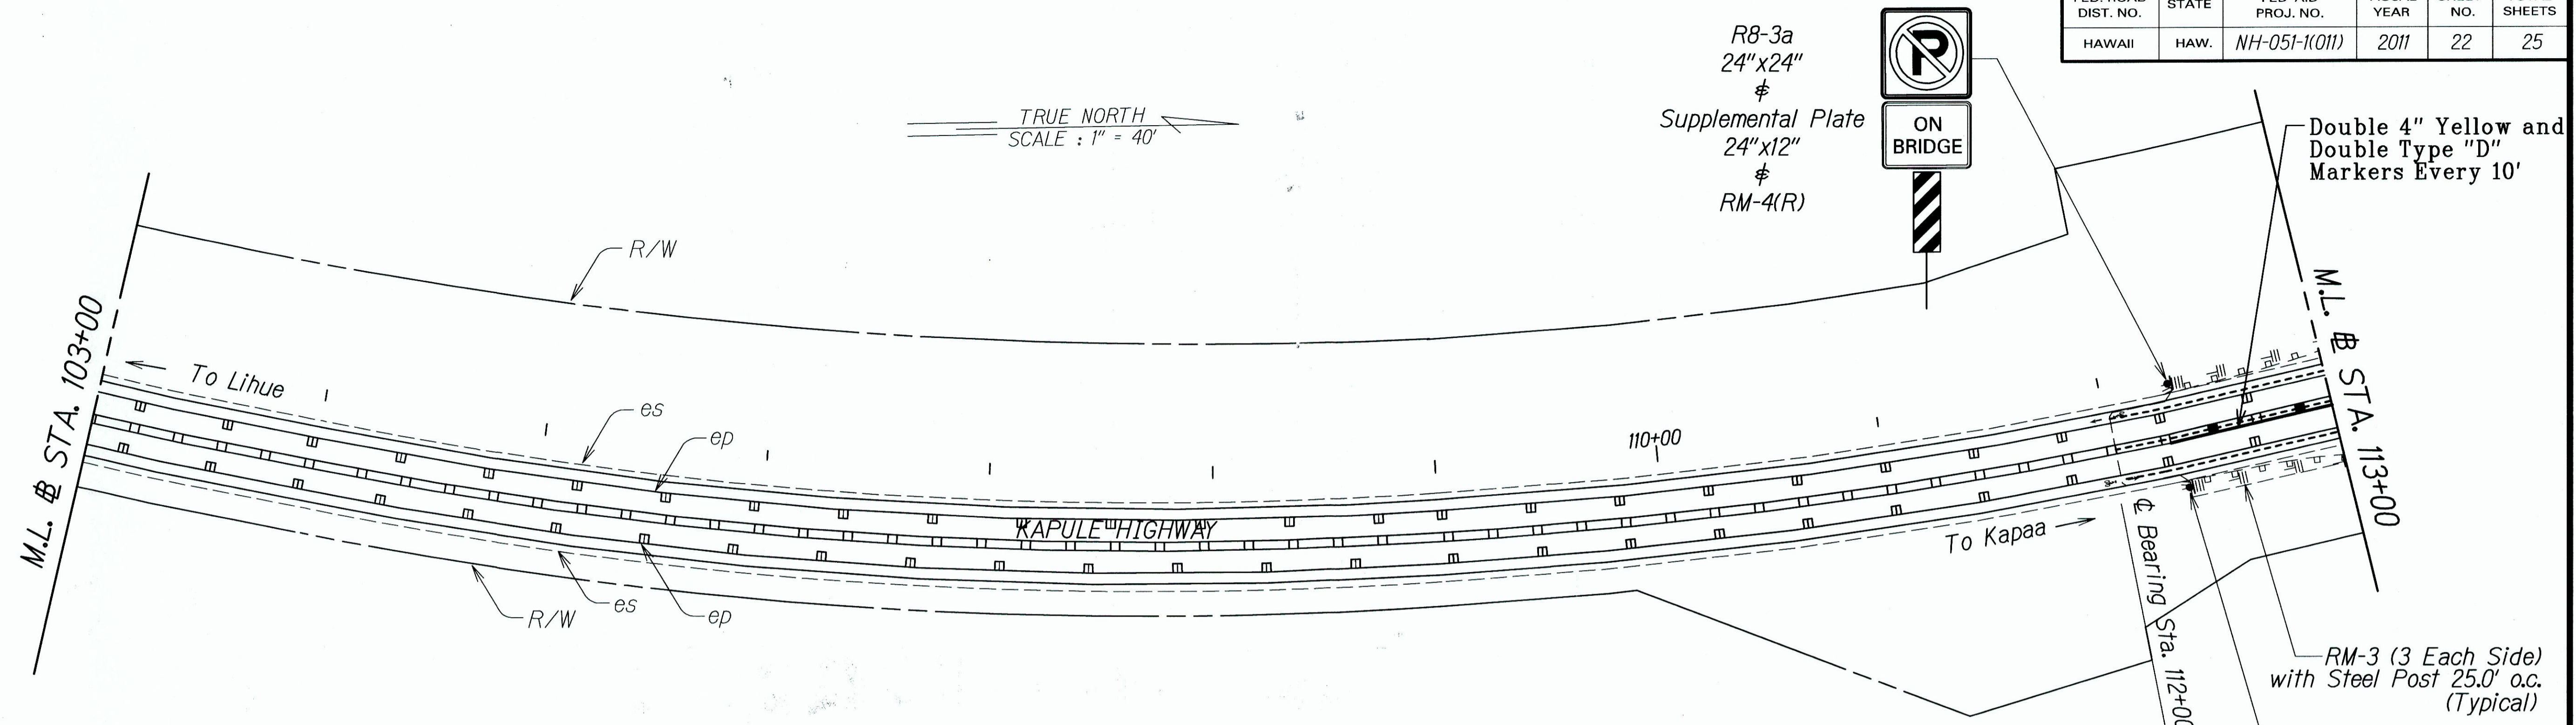 DIST. NO.
STATE
PROJ. NO.
YEAR
NO.
SHEETS
HAWAII
HAW.
NH-051-1(011)
2011
22
25
R8-3a
24"x24"
&
Supplemental Plate
24"x12"
&
RM-4(R)
P
ON
BRIDGE
TRUE NORTH
SCALE : 1" = 40'
Double 4" Yellow and
Double Type "D"
Markers Every 10'
R/W
M.L. B STA. 103+00
To Lihue
es
ep
110+00
KAPULE HIGHWAY
M.L. B STA. 113+00
To Kapaa
es
ep
R/W
℄ Bearing Sta. 112+00
RM-3 (3 Each Side)
with Steel Post 25.0' o.c.
(Typical)